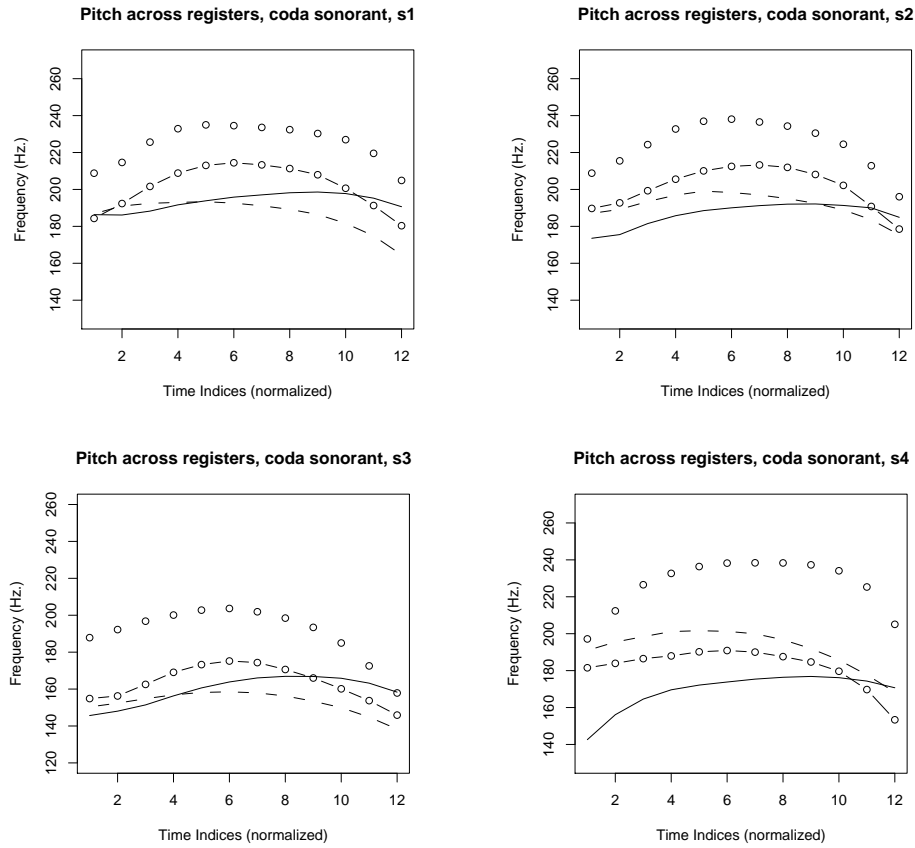 Pitch across registers, coda sonorant, s1
Frequency (Hz.)
140 160 180 200 220 240 260
2 4 6 8 10 12
Time Indices (normalized)
Pitch across registers, coda sonorant, s2
Frequency (Hz.)
140 160 180 200 220 240 260
2 4 6 8 10 12
Time Indices (normalized)
Pitch across registers, coda sonorant, s3
Frequency (Hz.)
120 140 160 180 200 220 240 260
2 4 6 8 10 12
Time Indices (normalized)
Pitch across registers, coda sonorant, s4
Frequency (Hz.)
140 160 180 200 220 240 260
2 4 6 8 10 12
Time Indices (normalized)